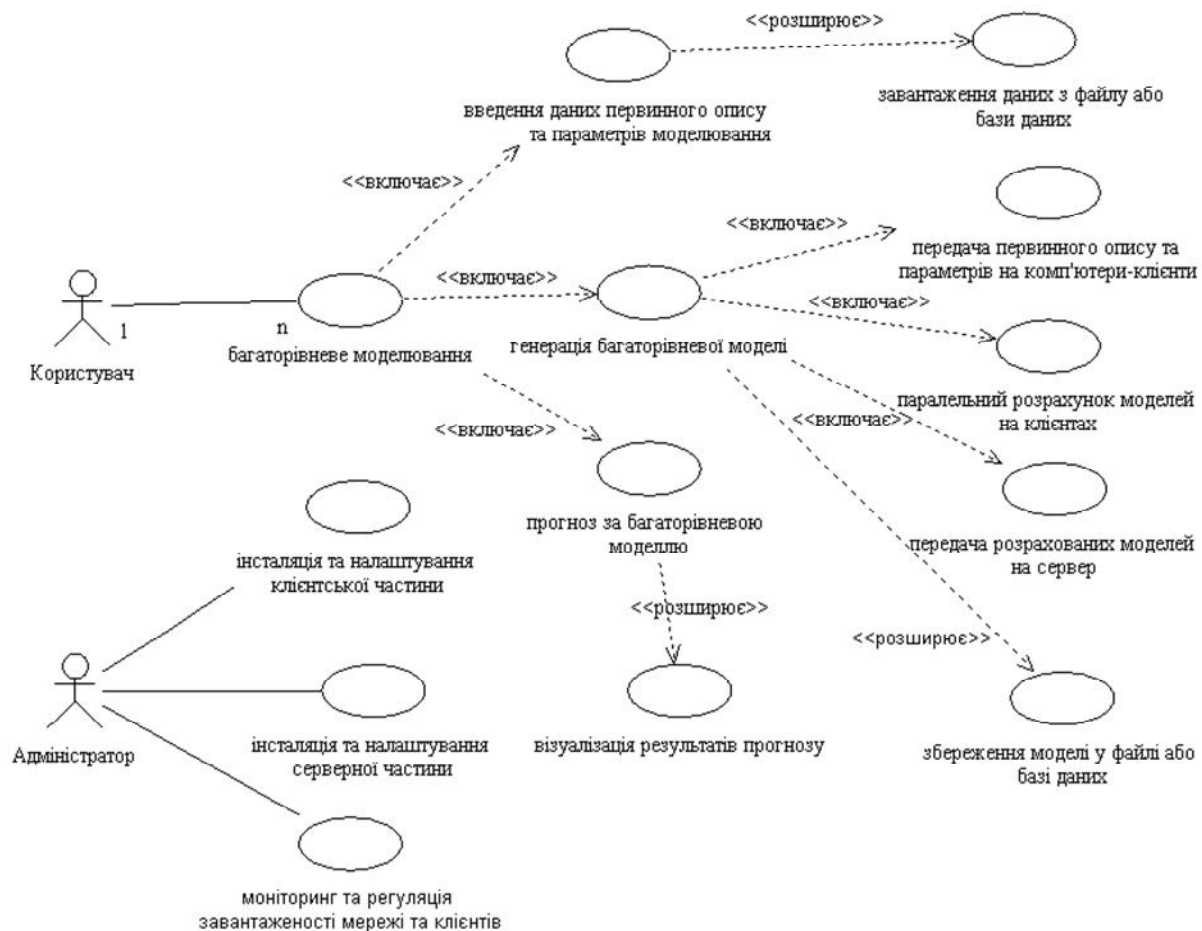 <<розширює>>
введення даних первинного опису
та параметрів моделювання
завантаження даних з файлу або
бази даних
<<включає>>
<<включає>>
передача первинного опису та
параметрів на комп'ютери-клієнти
<<включає>>
<<включає>>
1
n
Користувач
багаторівневе моделювання
генерація багаторівневої моделі
паралельний розрахунок моделей
на клієнтах
<<включає>>
<<включає>>
прогноз за багаторівневою
моделлю
інсталяція та налаштування
клієнтської частини
передача розрахованих моделей
на сервер
<<розширює>>
<<розширює>>
Адміністратор
інсталяція та налаштування
серверної частини
візуалізація результатів прогнозу
збереження моделі у файлі або
базі даних
моніторинг та регуляція
завантаженості мережі та клієнтів